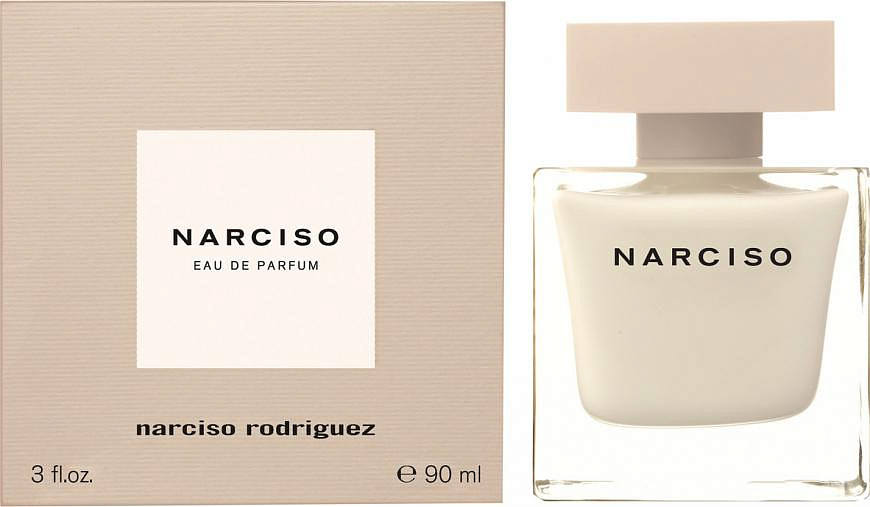 NARCISO
EAU DE PARFUM
narciso rodriguez
3 fl.oz.
℮ 90 ml
NARCISO